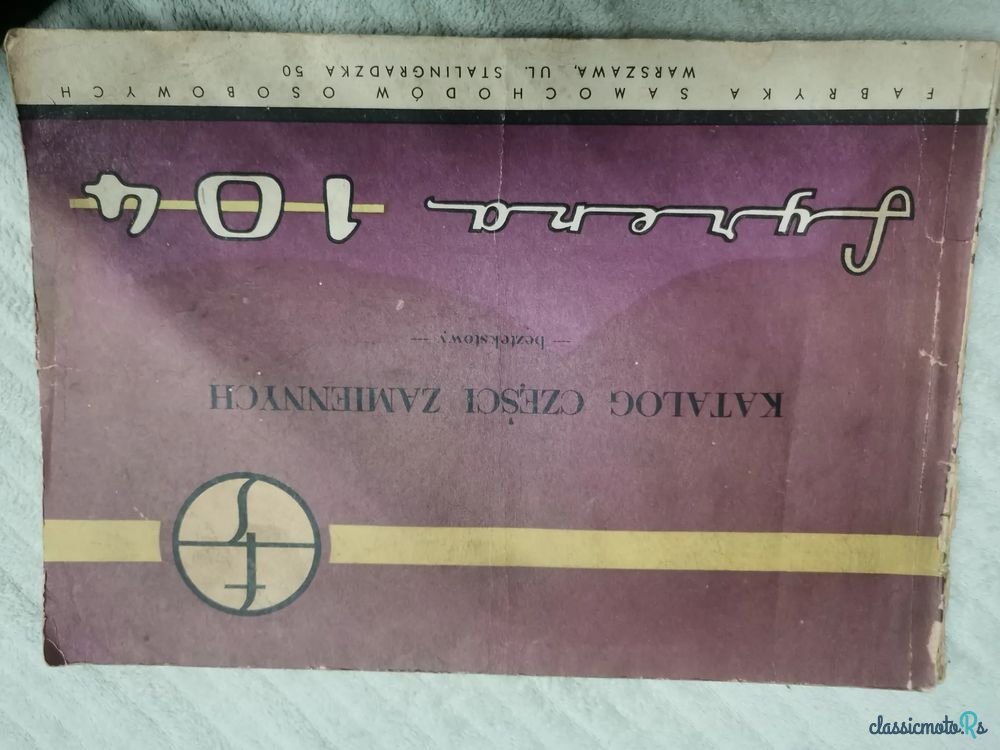 KATALOG CZĘŚCI ZAMIENNYCH
— beztekstowy —
Syrena 104
FABRYKA SAMOCHODÓW OSOBOWYCH
WARSZAWA, UL. STALINGRADZKA 50
classicmoto.Rs